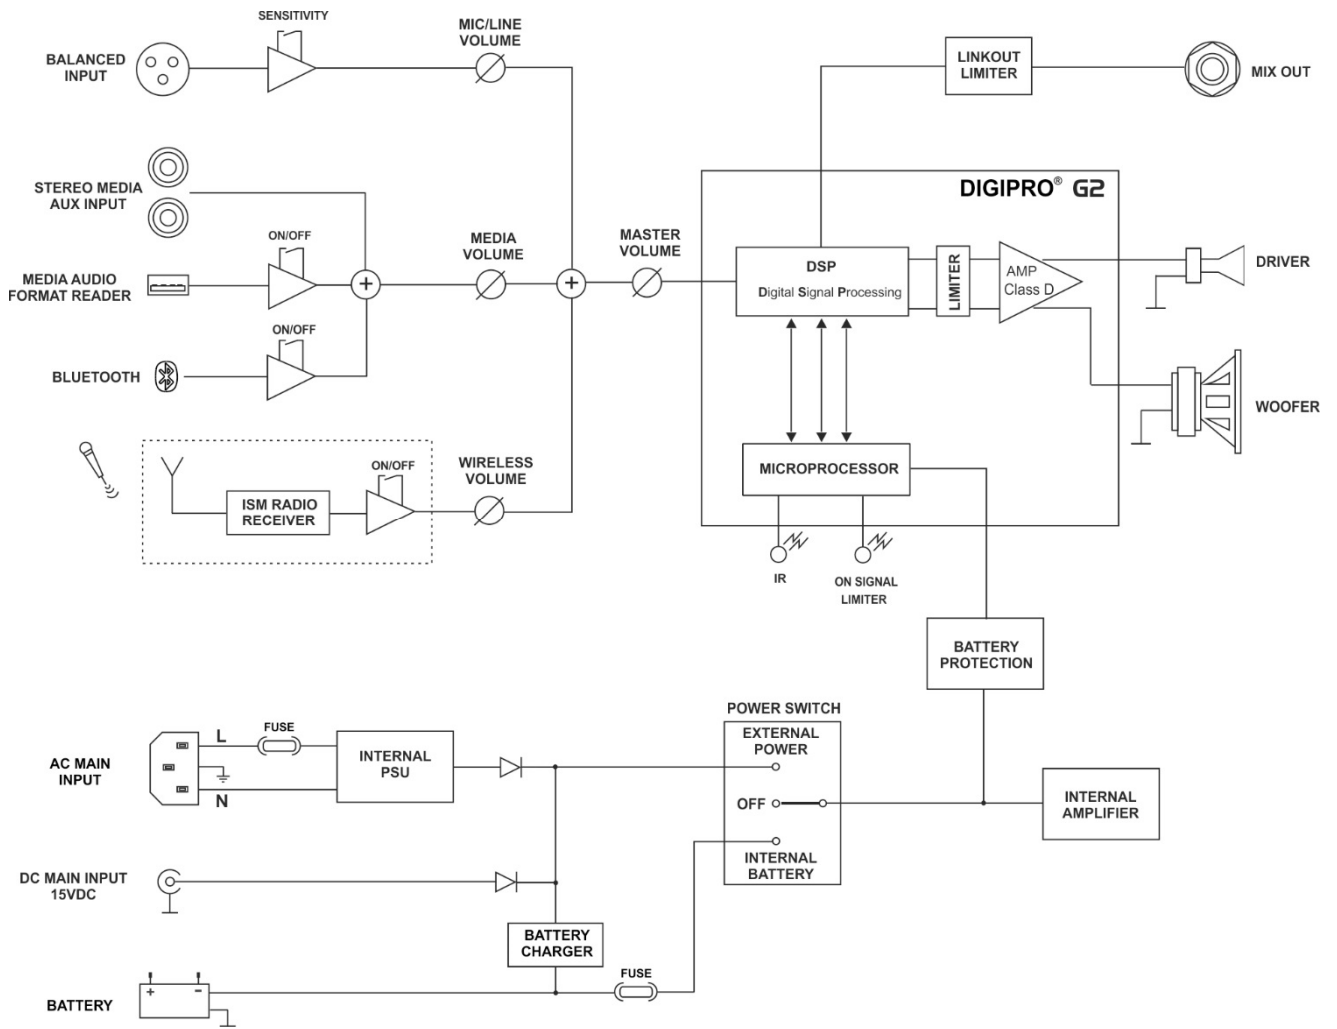 SENSITIVITY
BALANCED
INPUT
MIC/LINE
VOLUME
LINKOUT
LIMITER
MIX OUT
STEREO MEDIA
AUX INPUT
DIGIPRO® G2
ON/OFF
MEDIA AUDIO
FORMAT READER
MEDIA
VOLUME
MASTER
VOLUME
DSP
Digital Signal Processing
LIMITER
AMP
Class D
DRIVER
ON/OFF
BLUETOOTH
WOOFER
ON/OFF
ISM RADIO
RECEIVER
WIRELESS
VOLUME
MICROPROCESSOR
IR
ON SIGNAL
LIMITER
BATTERY
PROTECTION
POWER SWITCH
EXTERNAL
POWER
OFF
INTERNAL
BATTERY
INTERNAL
AMPLIFIER
AC MAIN
INPUT
L
FUSE
N
INTERNAL
PSU
DC MAIN INPUT
15VDC
BATTERY
CHARGER
FUSE
BATTERY
+ -